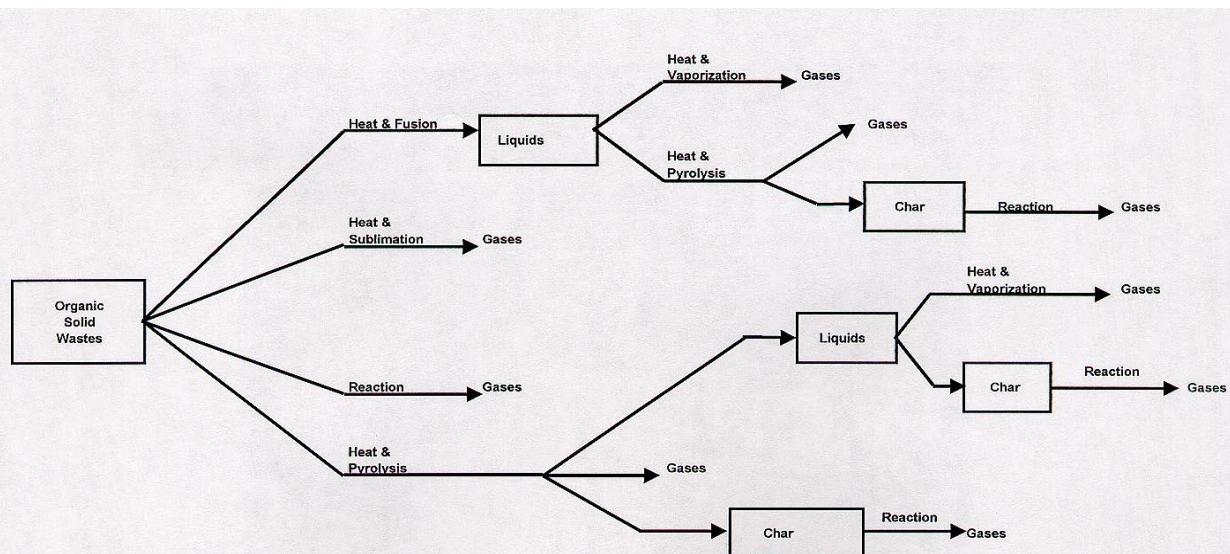 Heat &
Vaporization
Gases
Heat & Fusion
Liquids
Gases
Heat &
Pyrolysis
Char
Reaction
Gases
Heat &
Sublimation
Gases
Organic
Solid
Wastes
Heat &
Vaporization
Gases
Liquids
Reaction
Char
Gases
Reaction
Gases
Heat &
Pyrolysis
Gases
Char
Reaction
Gases